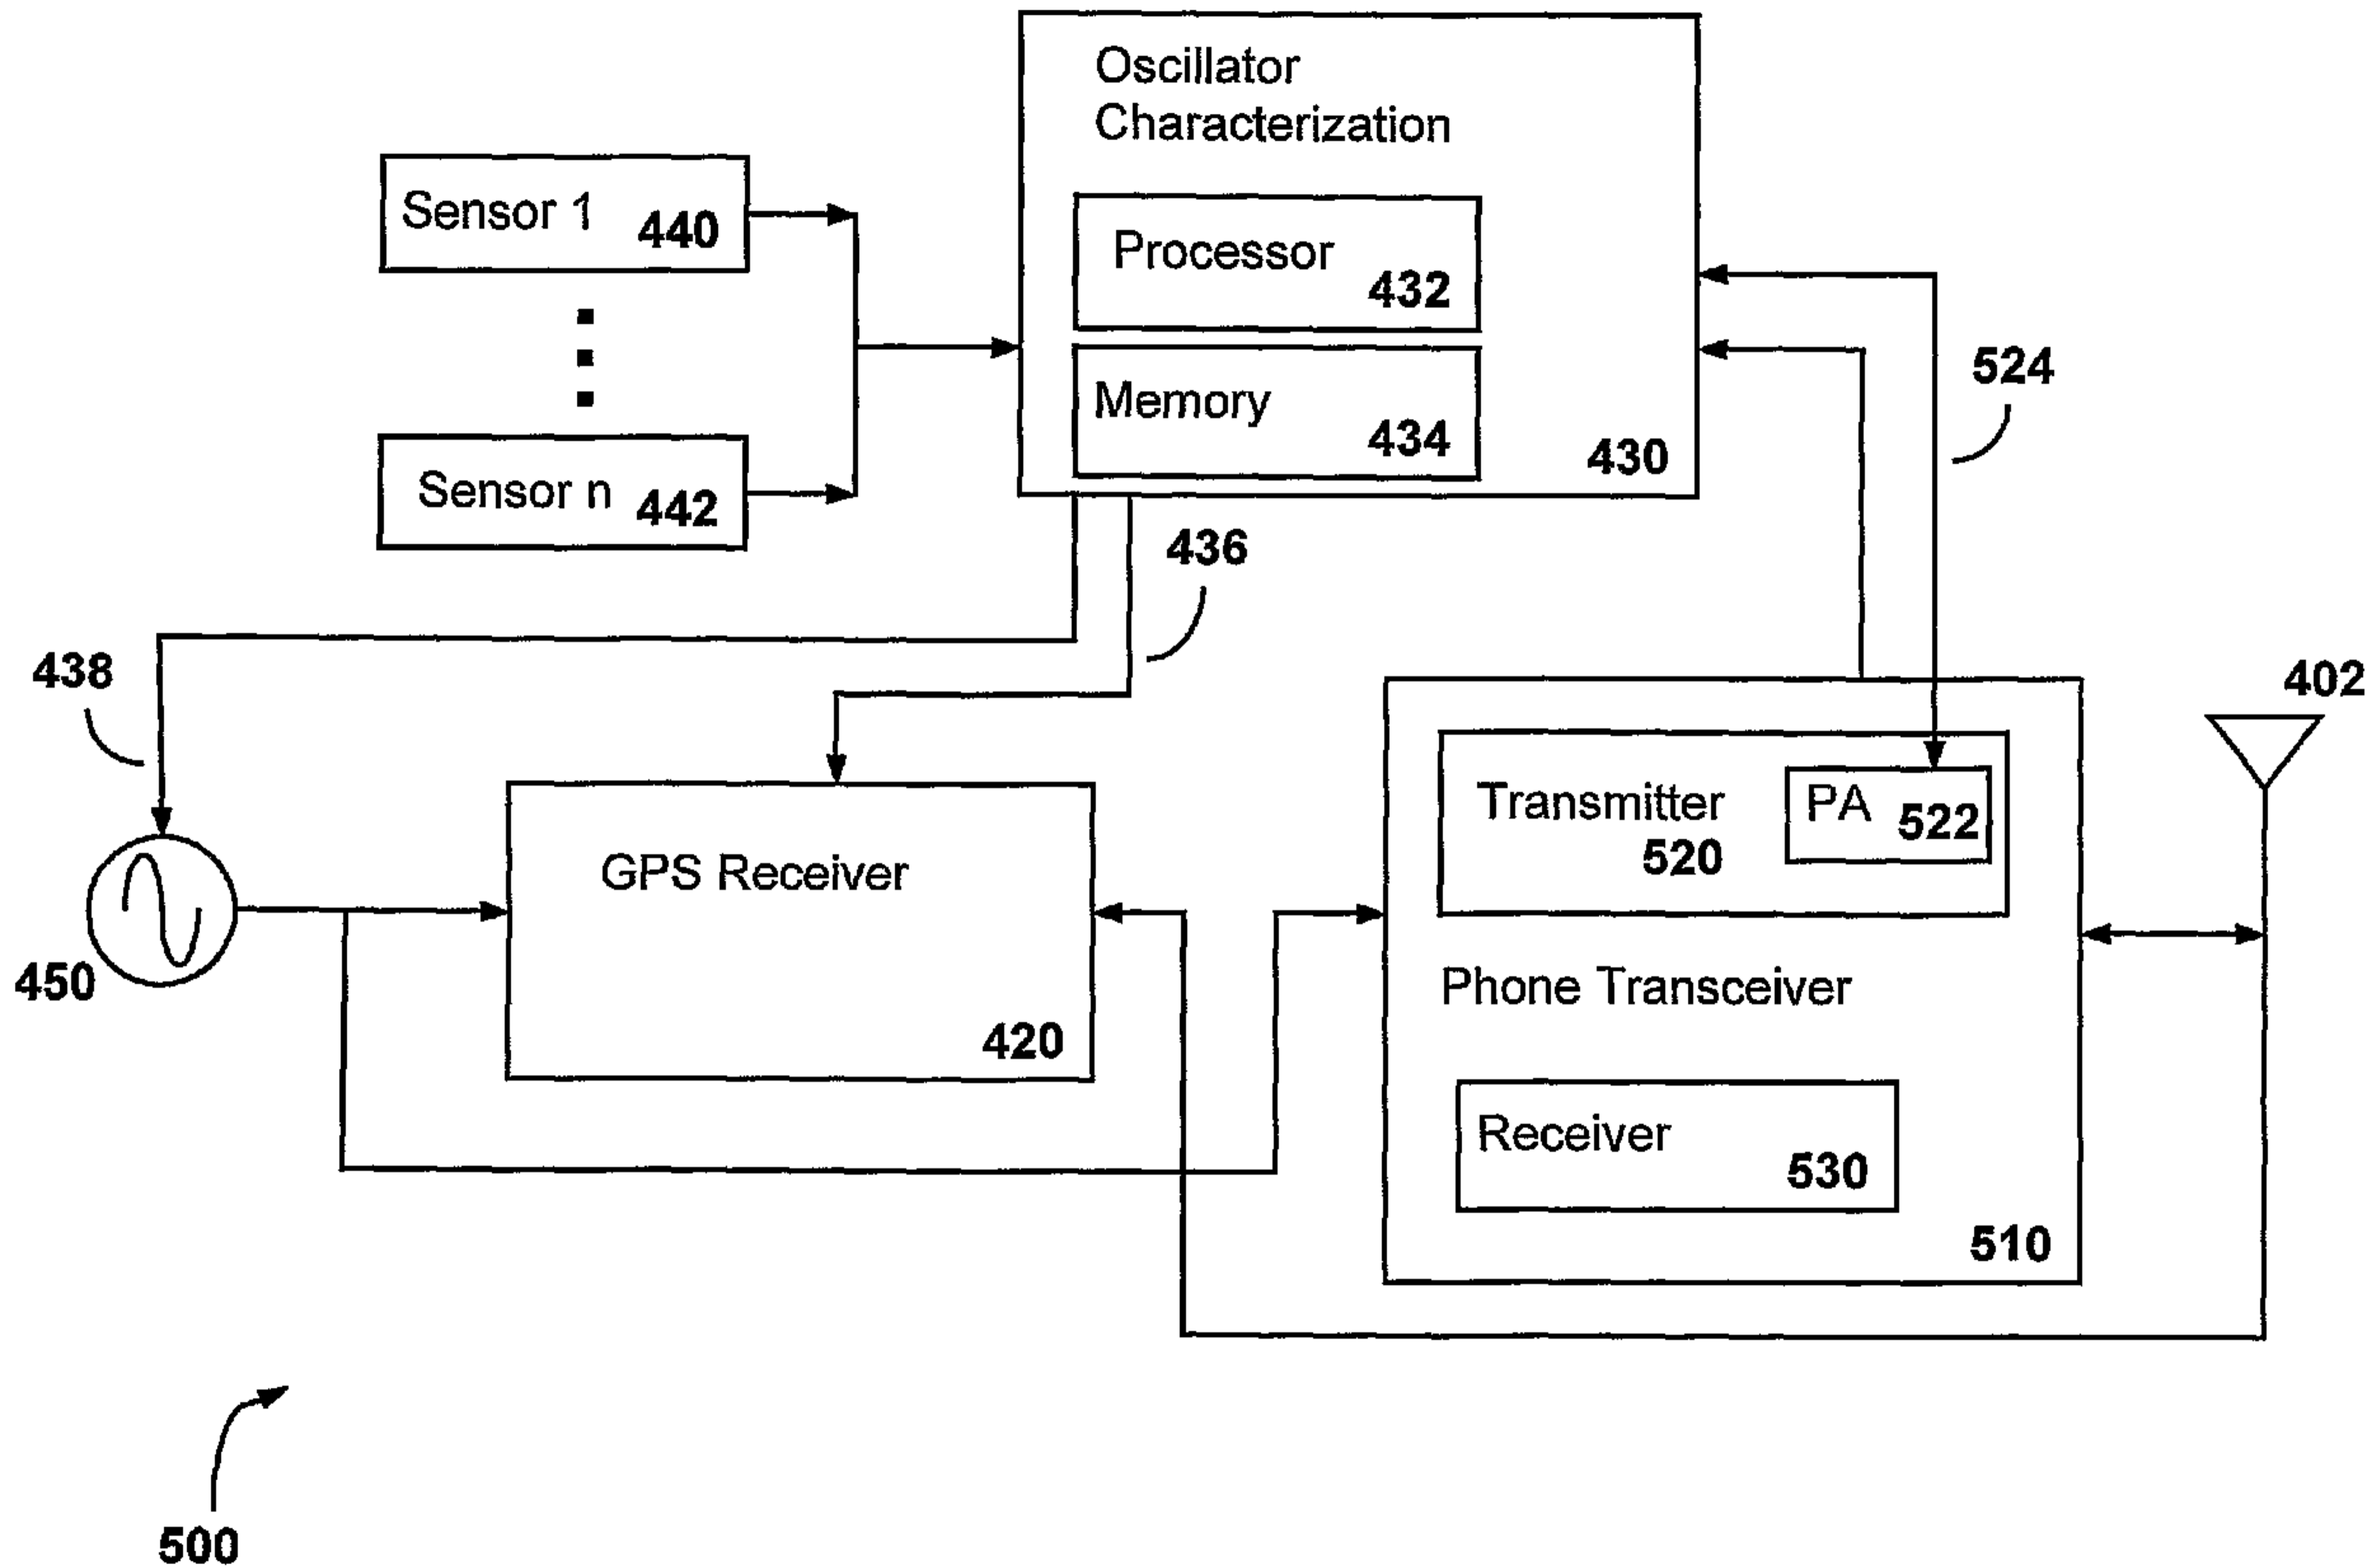 Oscillator
Characterization
Sensor 1
440
Processor
432
524
Memory
434
430
Sensor n
442
436
438
402
Transmitter
520
PA
522
GPS Receiver
420
450
Phone Transceiver
Receiver
530
510
500